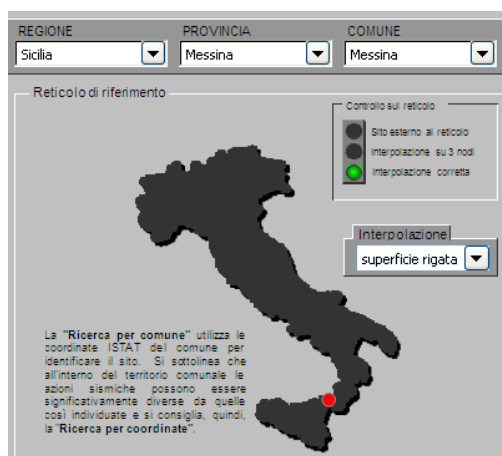 REGIONE PROVINCIA COMUNE
Sicilia Messina Messina
Reticolo di riferimento
Controllo sul reticolo
Sito esterno al reticolo
Interpolazione su 3 nodi
Interpolazione corretta
Interpolazione
superficie rigata
La "Ricerca per comune" utilizza le
coordinate ISTAT del comune per
identificare il sito. Si sottolinea che
all'interno del territorio comunale le
azioni sismiche possono essere
significativamente diverse da quelle
così individuate e si consiglia, quindi,
la "Ricerca per coordinate".